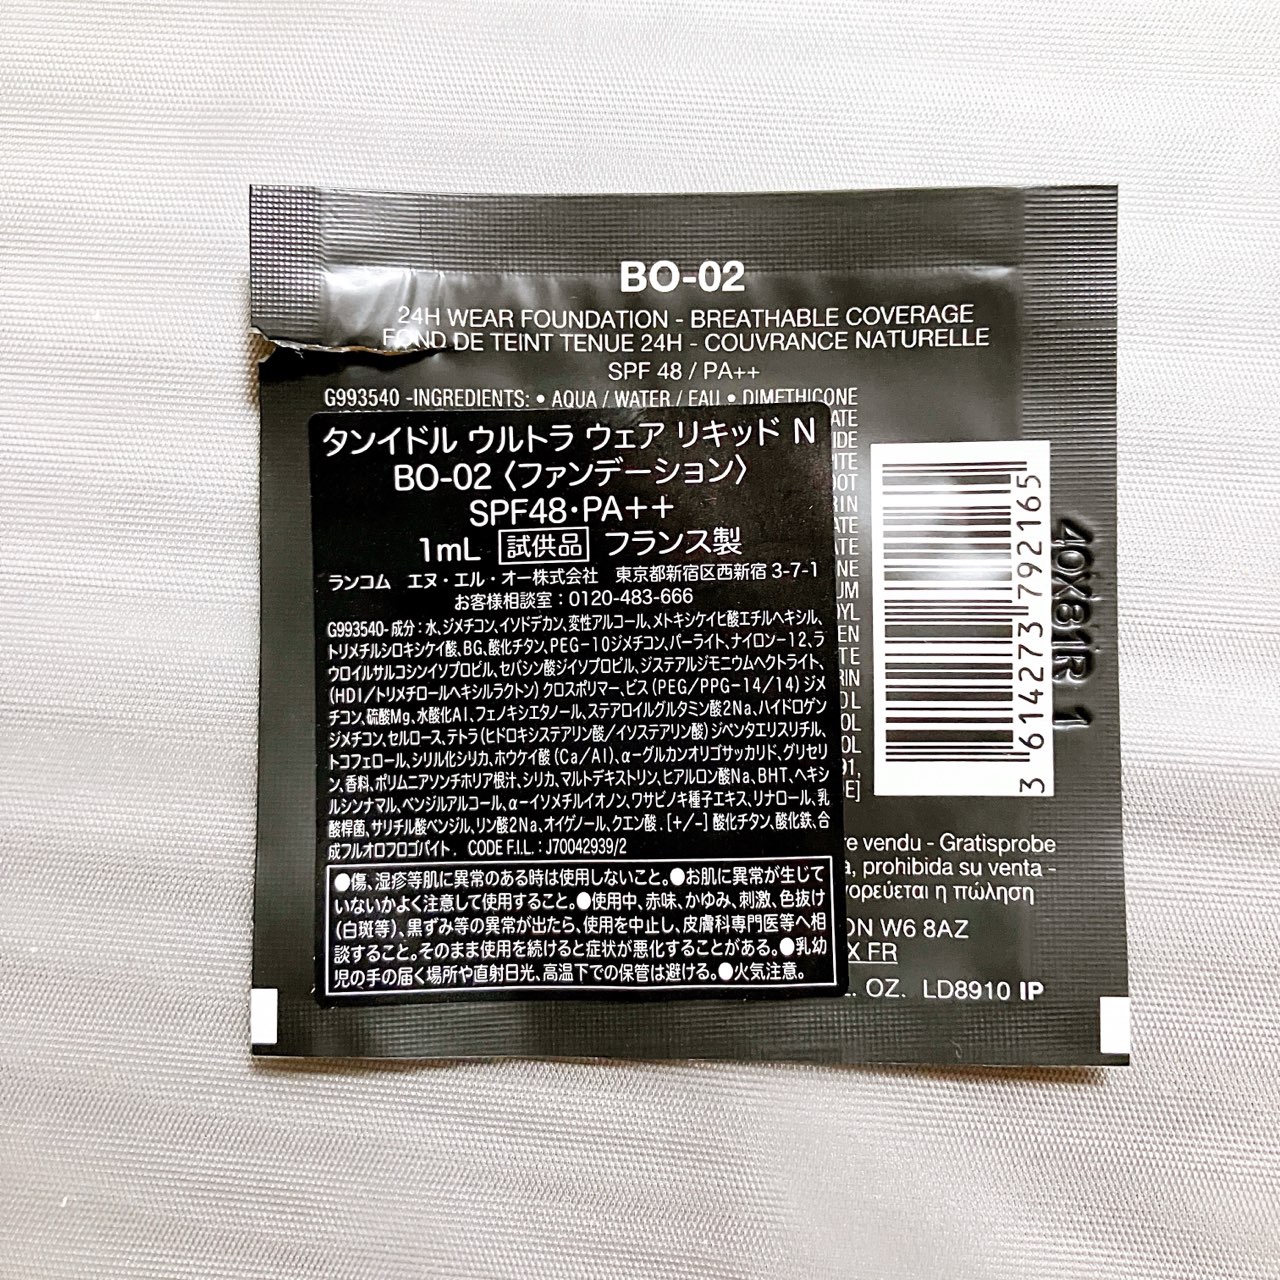 BO-02
24H WEAR FOUNDATION - BREATHABLE COVERAGE
FOND DE TEINT TENUE 24H - COUVRANCE NATURELLE
SPF 48 / PA++
G993540 -INGREDIENTS: • AQUA / WATER / EAU • DIMETHICONE
タンイドル ウルトラ ウェア リキッド N
BO-02〈ファンデーション〉
SPF48・PA++
1mL 試供品 フランス製
ランコム エヌ・エル・オー株式会社 東京都新宿区西新宿 3-7-1
お客様相談室：0120-483-666
G993540-成分：水、ジメチコン、イソドデカン、変性アルコール、メトキシケイヒ酸エチルヘキシル、
トリメチルシロキシケイ酸、BG、酸化チタン、PEG-10ジメチコン、パーライト、ナイロン-12、ラ
ウロイルサルコシンイソプロピル、セバシン酸ジイソプロピル、ジステアルジモニウムヘクトライト、
(HDI/トリメチロールヘキシルラクトン)クロスポリマー、ビス(PEG/PPG-14/14)ジメ
チコン、硫酸Mg、水酸化Al、フェノキシエタノール、ステアロイルグルタミン酸2Na、ハイドロゲン
ジメチコン、セルロース、テトラ(ヒドロキシステアリン酸/イソステアリン酸)ジペンタエリスリチル、
トコフェロール、シリル化シリカ、ホウケイ酸(Ca/Al)、α-グルカンオリゴサッカリド、グリセリ
ン、香料、ポリムニアソンチホリア根汁、シリカ、マルトデキストリン、ヒアルロン酸Na、BHT、ヘキシ
ルシンナマル、ベンジルアルコール、α-イソメチルイオノン、ワサビノキ種子エキス、リナロール、乳
酸桿菌、サリチル酸ベンジル、リン酸2Na、オイゲノール、クエン酸．[+/-]酸化チタン、酸化鉄、合
成フルオロフロゴパイト． CODE F.I.L. : J70042939/2
●傷、湿疹等肌に異常のある時は使用しないこと。●お肌に異常が生じて
いないかよく注意して使用すること。●使用中、赤味、かゆみ、刺激、色抜け
(白斑等)、黒ずみ等の異常が出たら、使用を中止し、皮膚科専門医等へ相
談すること。そのまま使用を続けると症状が悪化することがある。●乳幼
児の手の届く場所や直射日光、高温下での保管は避ける。●火気注意。
3 614273 792165
40X81R 1
re vendu - Gratisprobe
a, prohibida su venta -
γορεύεται η πώληση
ON W6 8AZ
X FR
L. OZ. LD8910 IP